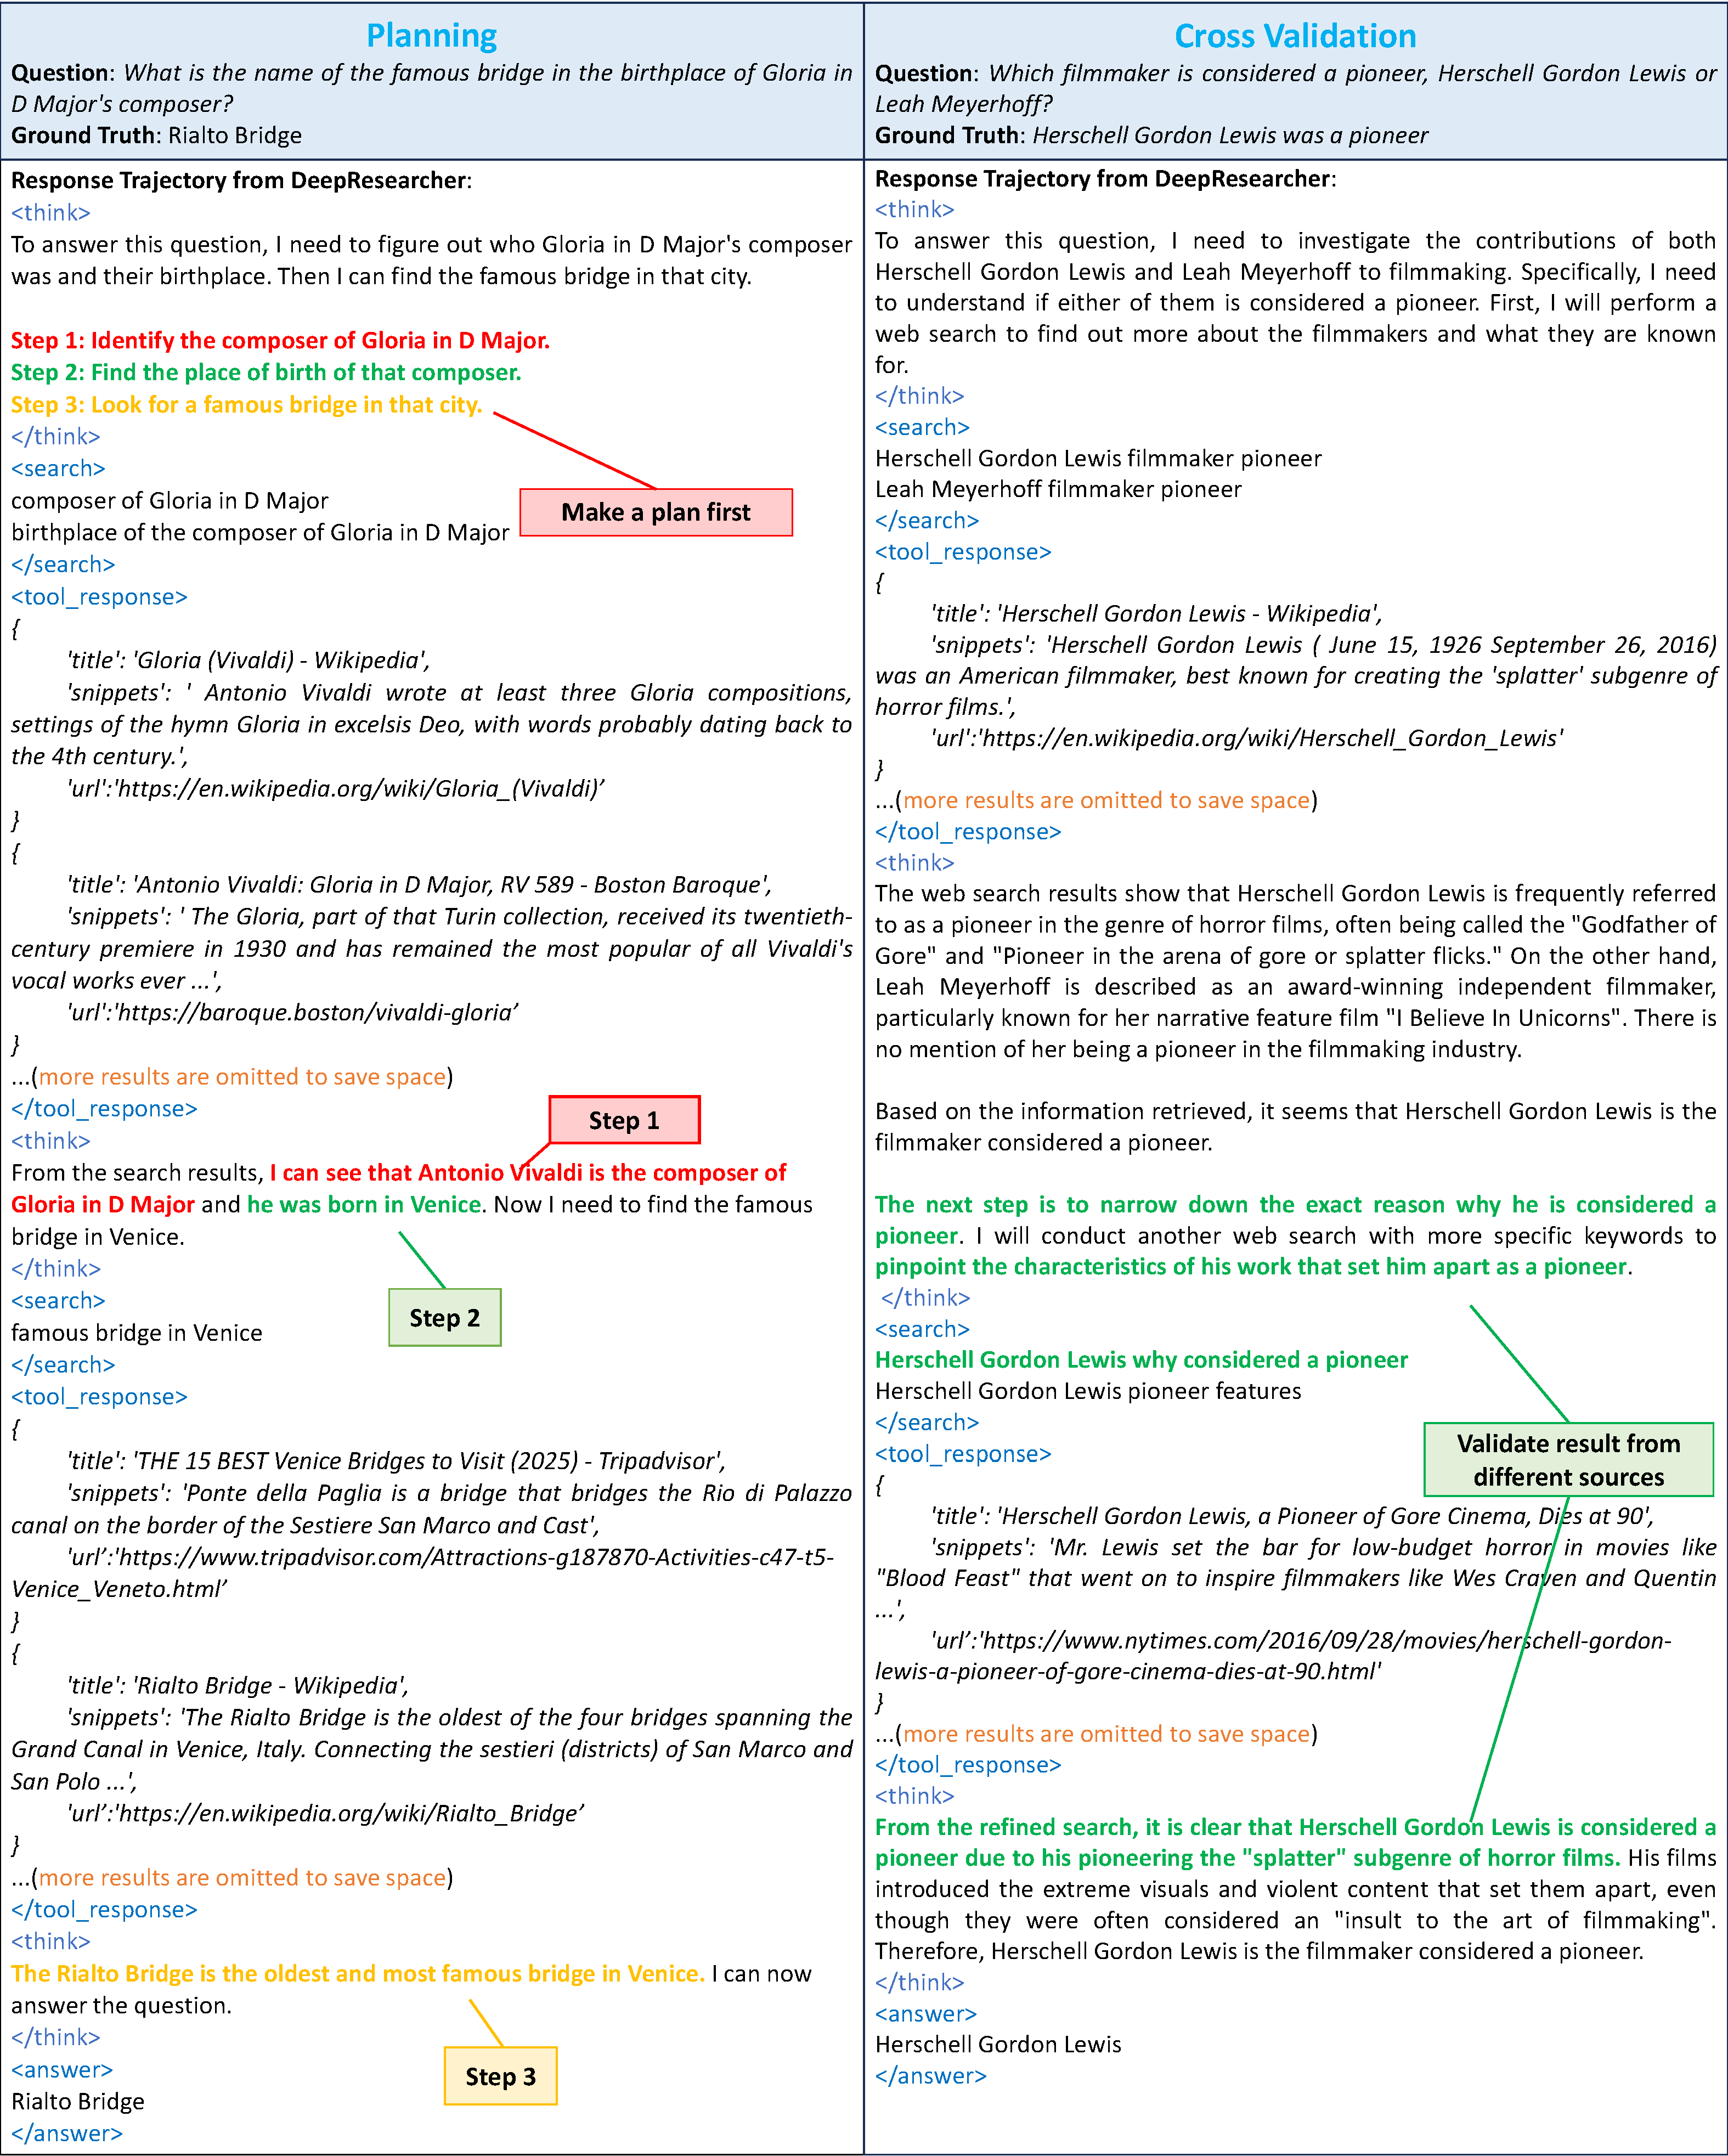 Planning
Question: What is the name of the famous bridge in the birthplace of Gloria in
D Major's composer?
Ground Truth: Rialto Bridge
Response Trajectory from DeepResearcher:
<think>
To answer this question, I need to figure out who Gloria in D Major's composer
was and their birthplace. Then I can find the famous bridge in that city.
Step 1: Identify the composer of Gloria in D Major.
Step 2: Find the place of birth of that composer.
Step 3: Look for a famous bridge in that city.
</think>
<search>
composer of Gloria in D Major
Make a plan first
birthplace of the composer of Gloria in D Major
</search>
<tool_response>
{
'title': 'Gloria (Vivaldi) - Wikipedia',
'snippets': ' Antonio Vivaldi wrote at least three Gloria compositions,
settings of the hymn Gloria in excelsis Deo, with words probably dating back to
the 4th century.',
'url':'https://en.wikipedia.org/wiki/Gloria_(Vivaldi)’
}
{
'title': 'Antonio Vivaldi: Gloria in D Major, RV 589 - Boston Baroque',
'snippets': ' The Gloria, part of that Turin collection, received its twentieth-
century premiere in 1930 and has remained the most popular of all Vivaldi's
vocal works ever ...',
'url':'https://baroque.boston/vivaldi-gloria’
}
...(more results are omitted to save space)
</tool_response>
Step 1
<think>
From the search results, I can see that Antonio Vivaldi is the composer of
Gloria in D Major and he was born in Venice. Now I need to find the famous
bridge in Venice.
</think>
<search>
Step 2
famous bridge in Venice
</search>
<tool_response>
{
'title': 'THE 15 BEST Venice Bridges to Visit (2025) - Tripadvisor',
'snippets': 'Ponte della Paglia is a bridge that bridges the Rio di Palazzo
canal on the border of the Sestiere San Marco and Cast',
'url’:'https://www.tripadvisor.com/Attractions-g187870-Activities-c47-t5-
Venice_Veneto.html’
}
{
'title': 'Rialto Bridge - Wikipedia',
'snippets': 'The Rialto Bridge is the oldest of the four bridges spanning the
Grand Canal in Venice, Italy. Connecting the sestieri (districts) of San Marco and
San Polo ...',
'url’:'https://en.wikipedia.org/wiki/Rialto_Bridge’
}
...(more results are omitted to save space)
</tool_response>
<think>
The Rialto Bridge is the oldest and most famous bridge in Venice. I can now
answer the question.
</think>
<answer>
Step 3
Rialto Bridge
</answer>
Cross Validation
Question: Which filmmaker is considered a pioneer, Herschell Gordon Lewis or
Leah Meyerhoff?
Ground Truth: Herschell Gordon Lewis was a pioneer
Response Trajectory from DeepResearcher:
<think>
To answer this question, I need to investigate the contributions of both
Herschell Gordon Lewis and Leah Meyerhoff to filmmaking. Specifically, I need
to understand if either of them is considered a pioneer. First, I will perform a
web search to find out more about the filmmakers and what they are known
for.
</think>
<search>
Herschell Gordon Lewis filmmaker pioneer
Leah Meyerhoff filmmaker pioneer
</search>
<tool_response>
{
'title': 'Herschell Gordon Lewis - Wikipedia',
'snippets': 'Herschell Gordon Lewis ( June 15, 1926 September 26, 2016)
was an American filmmaker, best known for creating the 'splatter' subgenre of
horror films.',
'url':'https://en.wikipedia.org/wiki/Herschell_Gordon_Lewis'
}
...(more results are omitted to save space)
</tool_response>
<think>
The web search results show that Herschell Gordon Lewis is frequently referred
to as a pioneer in the genre of horror films, often being called the "Godfather of
Gore" and "Pioneer in the arena of gore or splatter flicks." On the other hand,
Leah Meyerhoff is described as an award-winning independent filmmaker,
particularly known for her narrative feature film "I Believe In Unicorns". There is
no mention of her being a pioneer in the filmmaking industry.
Based on the information retrieved, it seems that Herschell Gordon Lewis is the
filmmaker considered a pioneer.
The next step is to narrow down the exact reason why he is considered a
pioneer. I will conduct another web search with more specific keywords to
pinpoint the characteristics of his work that set him apart as a pioneer.
</think>
<search>
Herschell Gordon Lewis why considered a pioneer
Herschell Gordon Lewis pioneer features
</search>
<tool_response>
Validate result from
different sources
{
'title': 'Herschell Gordon Lewis, a Pioneer of Gore Cinema, Dies at 90',
'snippets': 'Mr. Lewis set the bar for low-budget horror in movies like
"Blood Feast" that went on to inspire filmmakers like Wes Craven and Quentin
...',
'url’:'https://www.nytimes.com/2016/09/28/movies/herschell-gordon-
lewis-a-pioneer-of-gore-cinema-dies-at-90.html'
}
...(more results are omitted to save space)
</tool_response>
<think>
From the refined search, it is clear that Herschell Gordon Lewis is considered a
pioneer due to his pioneering the "splatter" subgenre of horror films. His films
introduced the extreme visuals and violent content that set them apart, even
though they were often considered an "insult to the art of filmmaking".
Therefore, Herschell Gordon Lewis is the filmmaker considered a pioneer.
</think>
<answer>
Herschell Gordon Lewis
</answer>